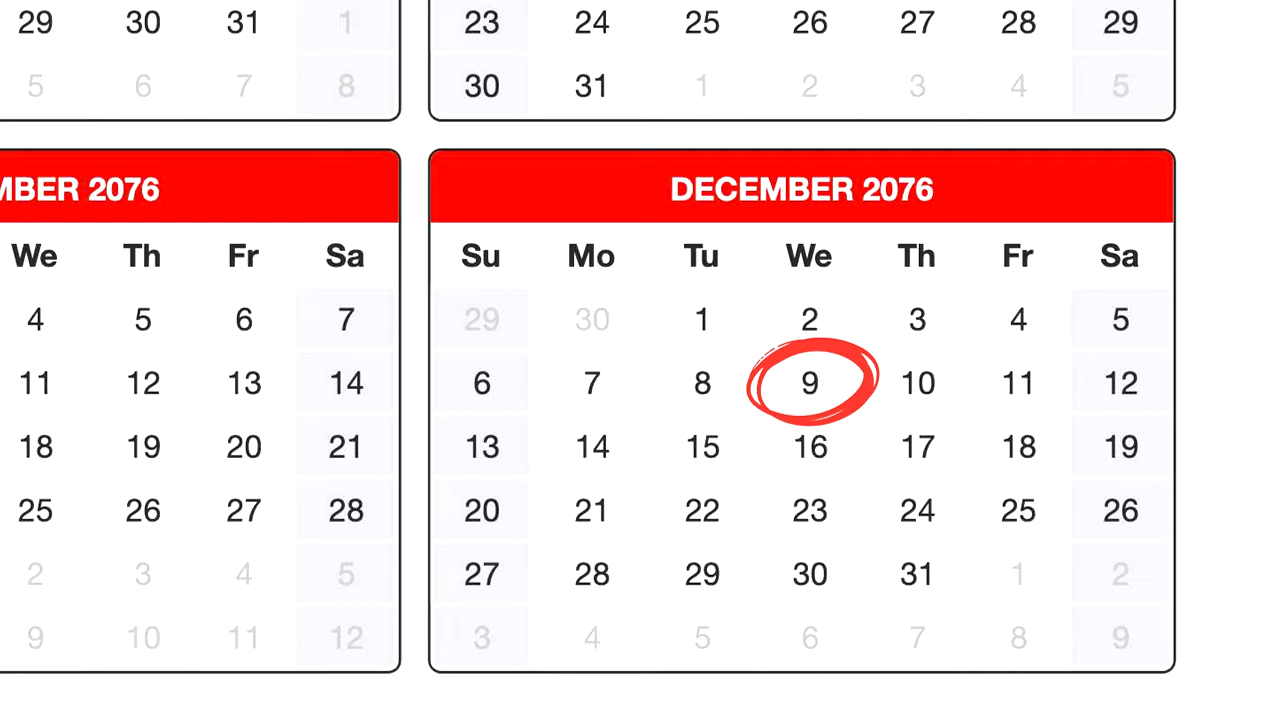 29 30 31 1
5 6 7 8
23 24 25 26 27 28 29
30 31 1 2 3 4 5
MBER 2076
We Th Fr Sa
4 5 6 7
11 12 13 14
18 19 20 21
25 26 27 28
2 3 4 5
9 10 11 12
DECEMBER 2076
Su Mo Tu We Th Fr Sa
29 30 1 2 3 4 5
6 7 8 9 10 11 12
13 14 15 16 17 18 19
20 21 22 23 24 25 26
27 28 29 30 31 1 2
3 4 5 6 7 8 9